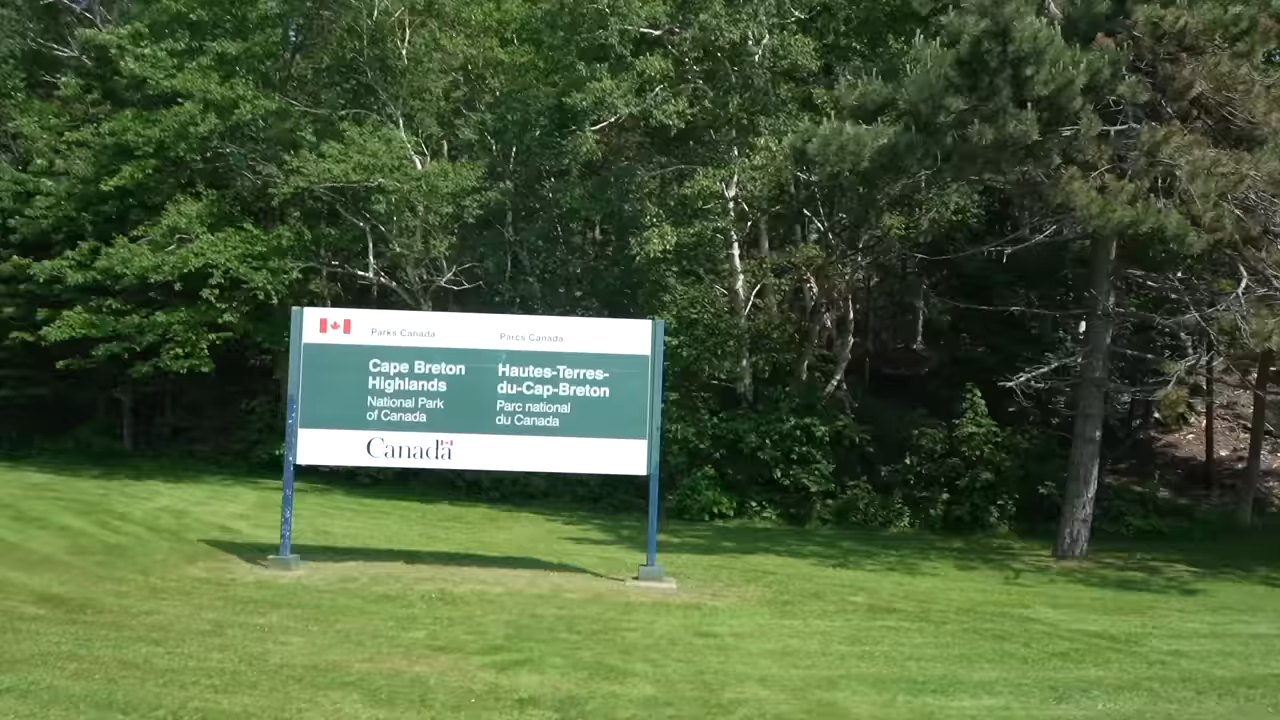 Parks Canada
Parcs Canada
Cape Breton
Highlands
National Park
of Canada
Hautes-Terres-
du-Cap-Breton
Parc national
du Canada
Canada